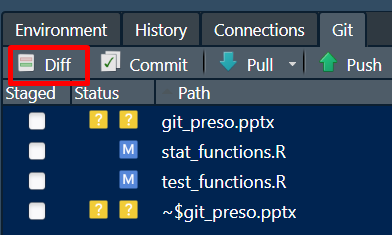 Environment History Connections Git
Diff Commit Pull Push
Staged Status Path
? ? git_preso.pptx
M stat_functions.R
M test_functions.R
? ? ~$git_preso.pptx